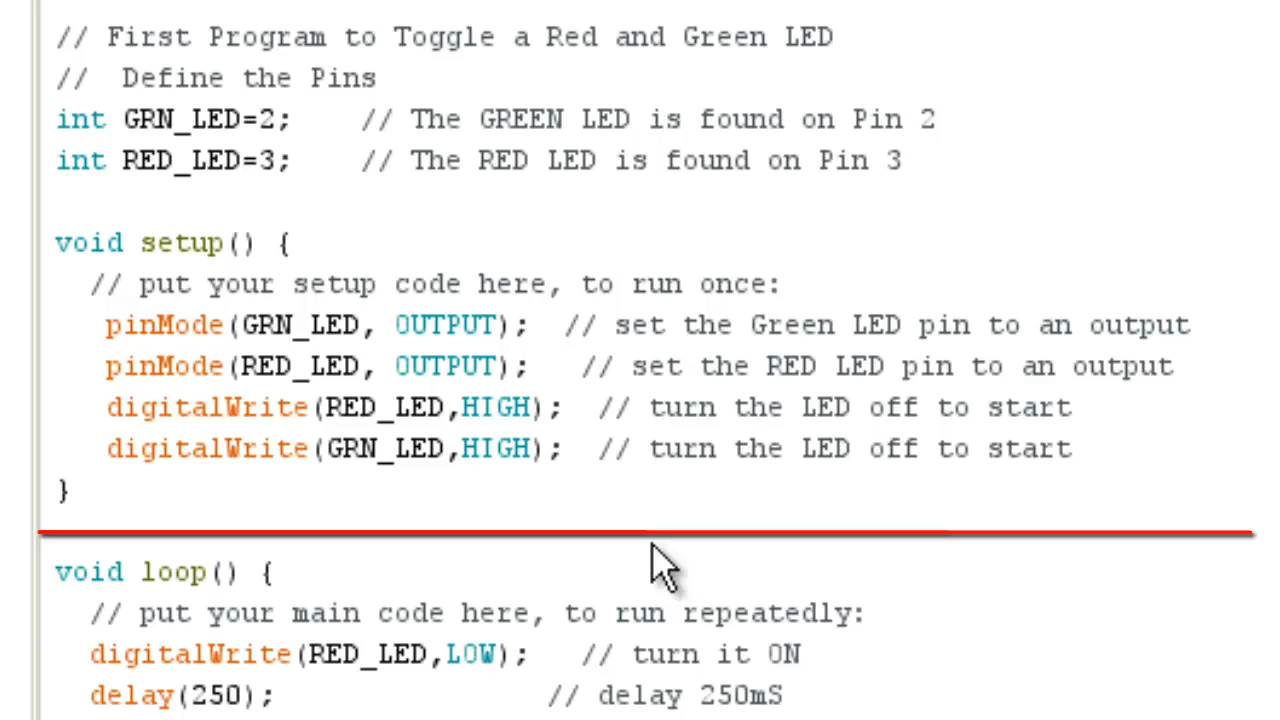 // First Program to Toggle a Red and Green LED
//  Define the Pins
int GRN_LED=2;    // The GREEN LED is found on Pin 2
int RED_LED=3;    // The RED LED is found on Pin 3
void setup() {
  // put your setup code here, to run once:
   pinMode(GRN_LED, OUTPUT);  // set the Green LED pin to an output
   pinMode(RED_LED, OUTPUT);   // set the RED LED pin to an output
   digitalWrite(RED_LED,HIGH);  // turn the LED off to start
   digitalWrite(GRN_LED,HIGH);  // turn the LED off to start
}
void loop() {
  // put your main code here, to run repeatedly:
  digitalWrite(RED_LED,LOW);   // turn it ON
  delay(250);                // delay 250mS